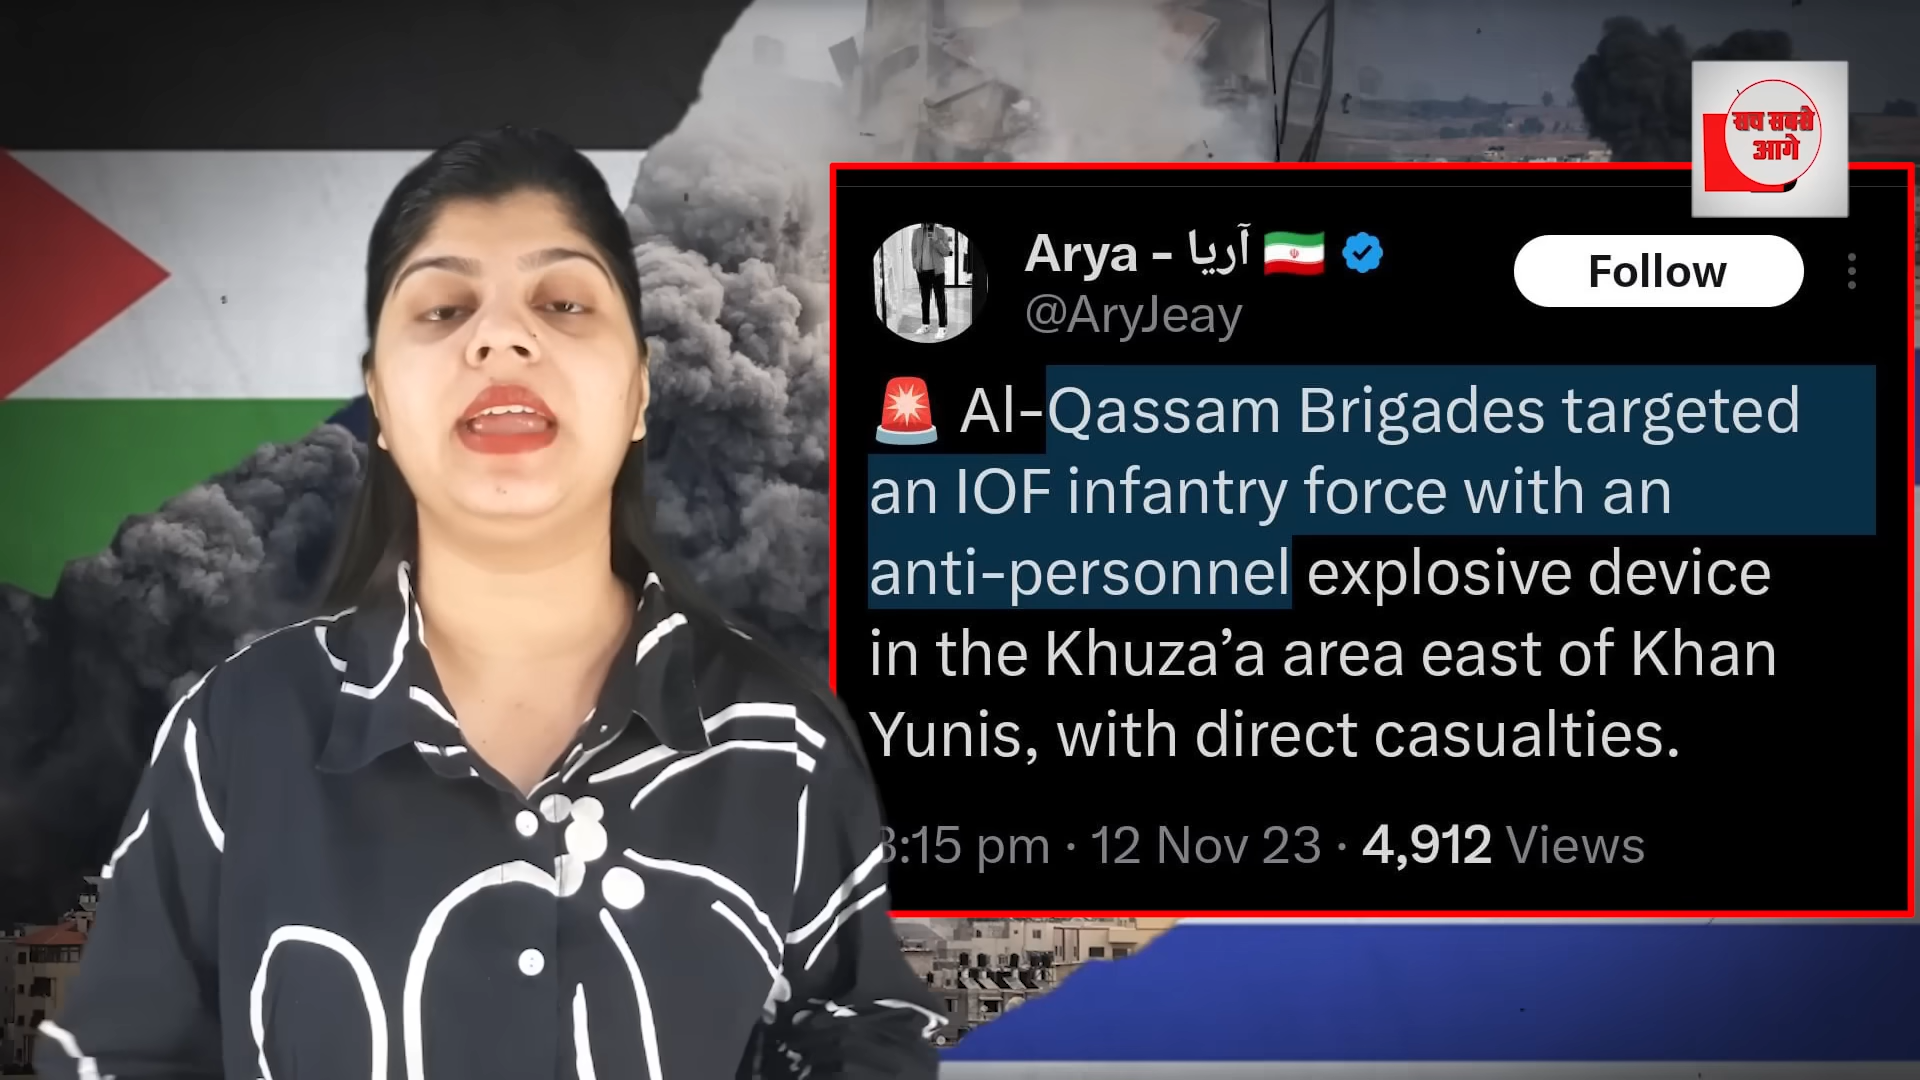 सच सबसे
आगे
Arya - آریا
Follow
@AryJeay
Al-Qassam Brigades targeted
an IOF infantry force with an
anti-personnel explosive device
in the Khuza’a area east of Khan
Yunis, with direct casualties.
:15 pm · 12 Nov 23 · 4,912 Views